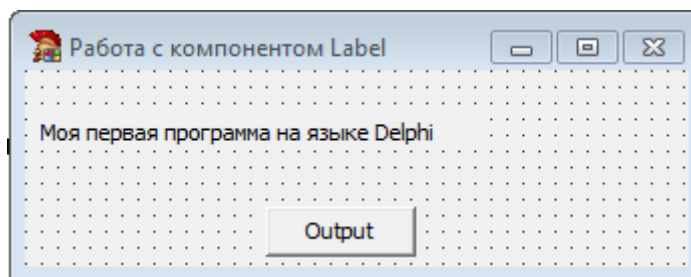 Работа с компонентом Label
Моя первая программа на языке Delphi
Output